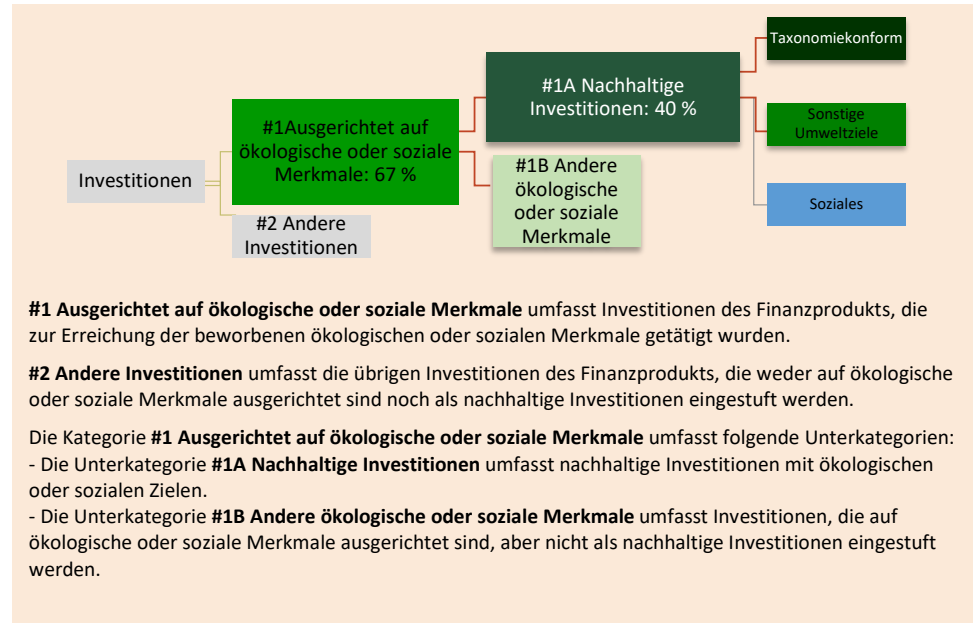 Investitionen
#1Ausgerichtet auf
ökologische oder soziale
Merkmale: 67 %
#2 Andere
Investitionen
#1A Nachhaltige
Investitionen: 40 %
#1B Andere
ökologische
oder soziale
Merkmale
Taxonomiekonform
Sonstige
Umweltziele
Soziales
#1 Ausgerichtet auf ökologische oder soziale Merkmale umfasst Investitionen des Finanzprodukts, die
zur Erreichung der beworbenen ökologischen oder sozialen Merkmale getätigt wurden.
#2 Andere Investitionen umfasst die übrigen Investitionen des Finanzprodukts, die weder auf ökologische
oder soziale Merkmale ausgerichtet sind noch als nachhaltige Investitionen eingestuft werden.
Die Kategorie #1 Ausgerichtet auf ökologische oder soziale Merkmale umfasst folgende Unterkategorien:
- Die Unterkategorie #1A Nachhaltige Investitionen umfasst nachhaltige Investitionen mit ökologischen
oder sozialen Zielen.
- Die Unterkategorie #1B Andere ökologische oder soziale Merkmale umfasst Investitionen, die auf
ökologische oder soziale Merkmale ausgerichtet sind, aber nicht als nachhaltige Investitionen eingestuft
werden.